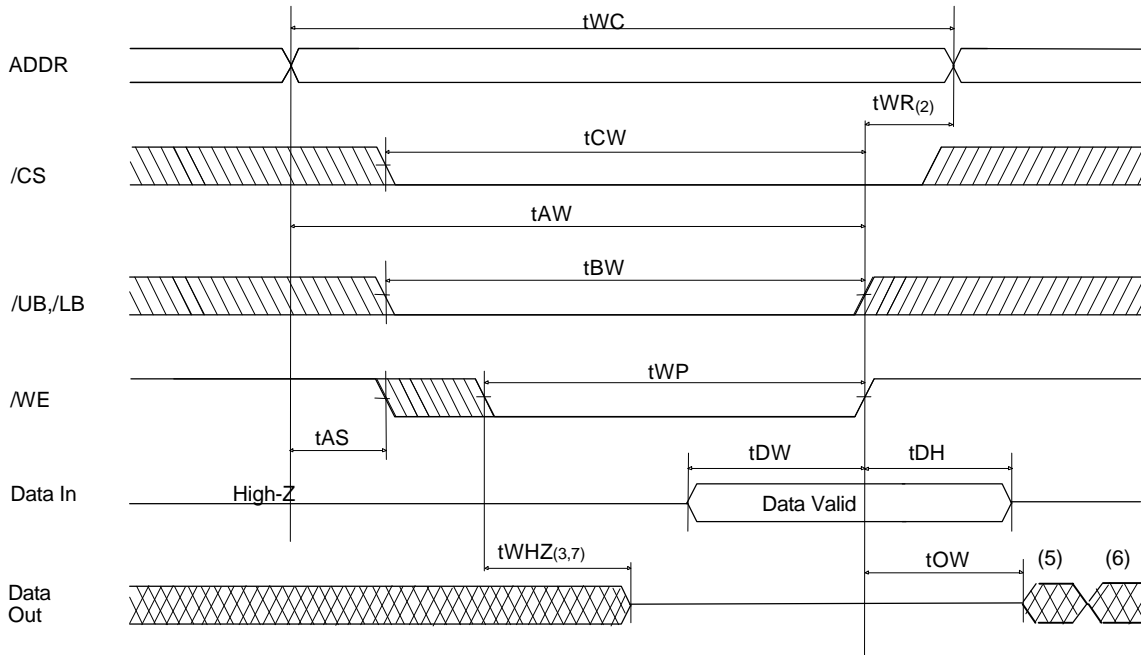 tWC
ADDR
tWR(2)
tCW
/CS
tAW
tBW
/UB,/LB
tWP
/WE
tAS
tDW
tDH
Data In
High-Z
Data Valid
tWHZ(3,7)
tOW
(5)
(6)
Data
Out